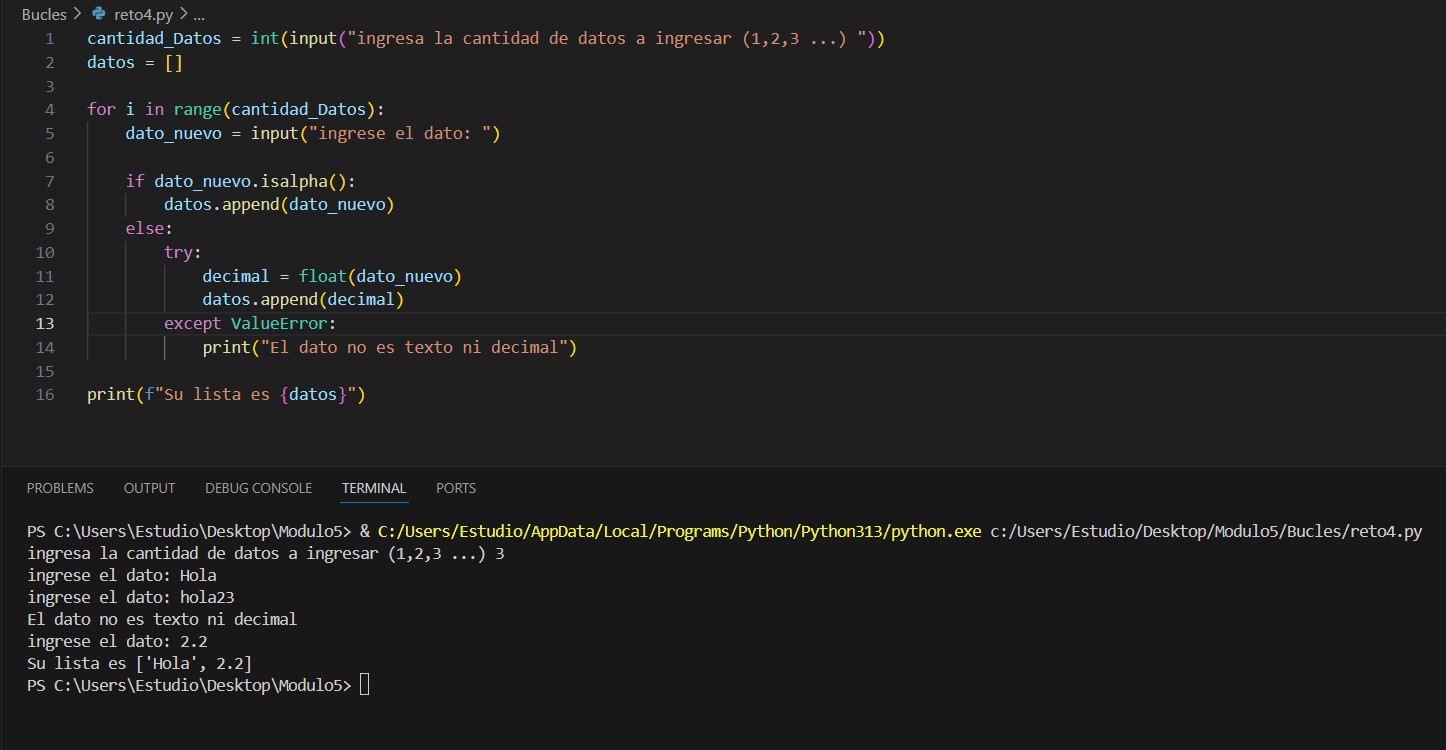 Bucles > reto4.py > ...
1 cantidad_Datos = int(input("ingresa la cantidad de datos a ingresar (1,2,3 ...) "))
2 datos = []
3
4 for i in range(cantidad_Datos):
5     dato_nuevo = input("ingrese el dato: ")
6
7     if dato_nuevo.isalpha():
8         datos.append(dato_nuevo)
9     else:
10         try:
11             decimal = float(dato_nuevo)
12             datos.append(decimal)
13         except ValueError:
14             print("El dato no es texto ni decimal")
15
16 print(f"Su lista es {datos}")
PROBLEMS OUTPUT DEBUG CONSOLE TERMINAL PORTS
PS C:\Users\Estudio\Desktop\Modulo5> & C:/Users/Estudio/AppData/Local/Programs/Python/Python313/python.exe c:/Users/Estudio/Desktop/Modulo5/Bucles/reto4.py
ingresa la cantidad de datos a ingresar (1,2,3 ...) 3
ingrese el dato: Hola
ingrese el dato: hola23
El dato no es texto ni decimal
ingrese el dato: 2.2
Su lista es ['Hola', 2.2]
PS C:\Users\Estudio\Desktop\Modulo5>